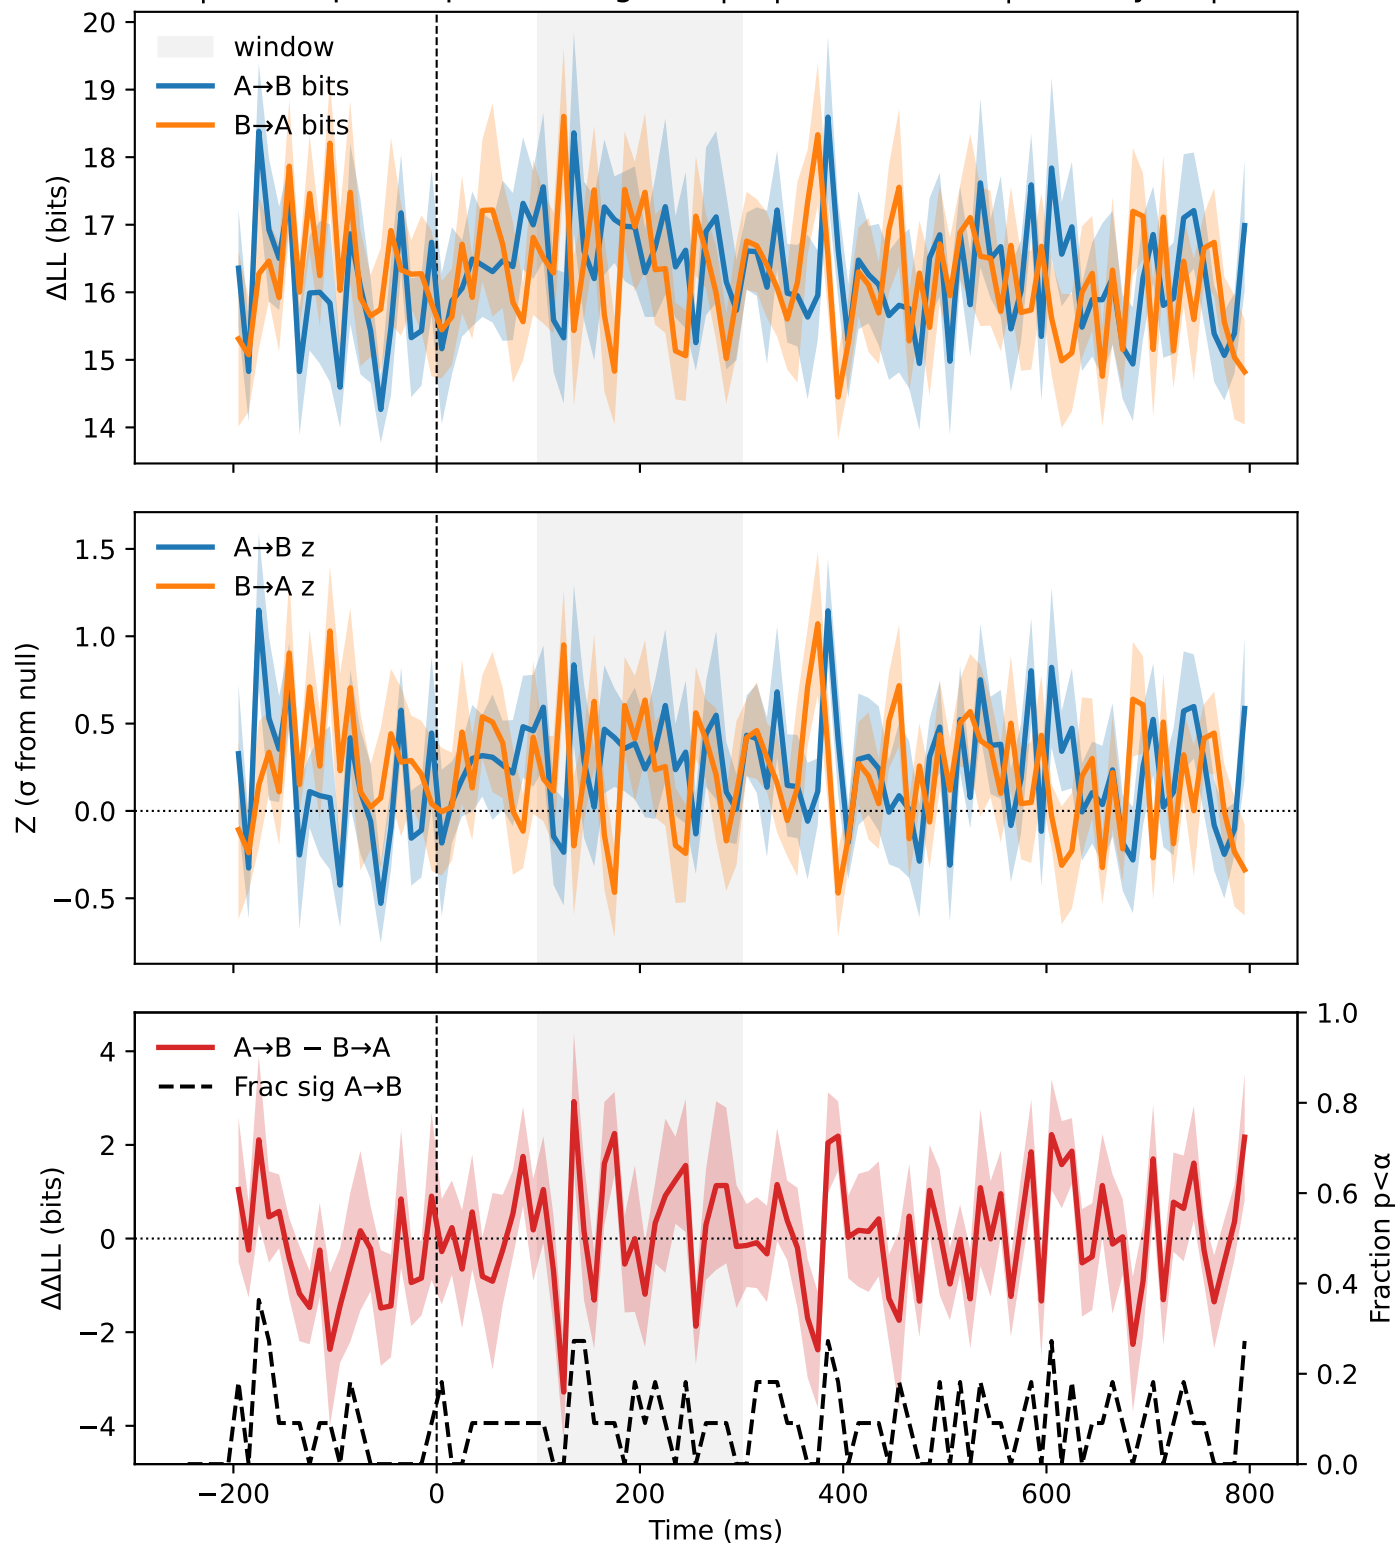 20
19
18
17
16
15
14
ΔLL (bits)
window
A→B bits
B→A bits
1.5
1.0
0.5
0.0
−0.5
Z (σ from null)
A→B z
B→A z
4
2
0
−2
−4
ΔΔLL (bits)
A→B − B→A
Frac sig A→B
1.0
0.8
0.6
0.4
0.2
0.0
Fraction p<α
−200 0 200 400 600 800
Time (ms)